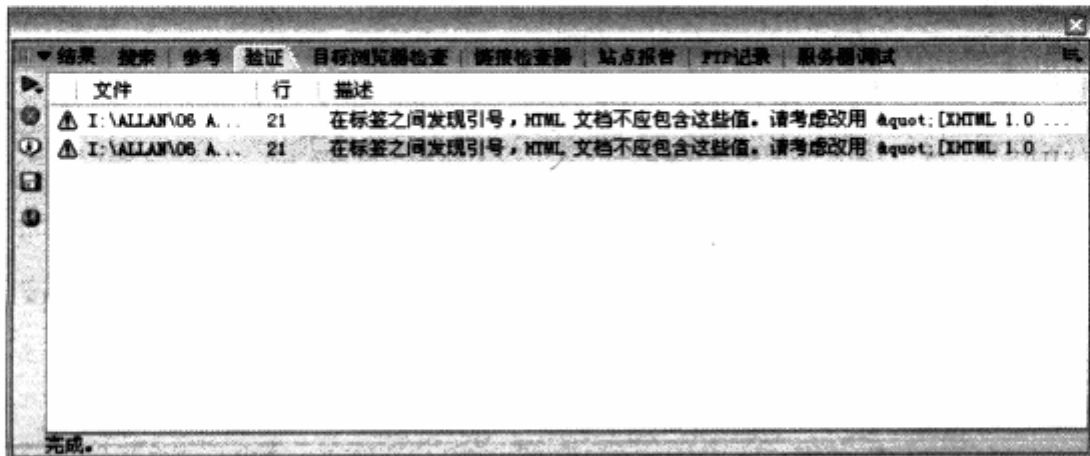 结果 搜索 参考 验证 目标浏览器检查 链接检查器 站点报告 FTP记录 服务器调试
文件 行 描述
I:\ALLAN\06 A... 21 在标签之间发现引号，HTML 文档不应包含这些值。请考虑改用 &quot;[XHTML 1.0 ...
I:\ALLAN\06 A... 21 在标签之间发现引号，HTML 文档不应包含这些值。请考虑改用 &quot;[XHTML 1.0 ...
完成。